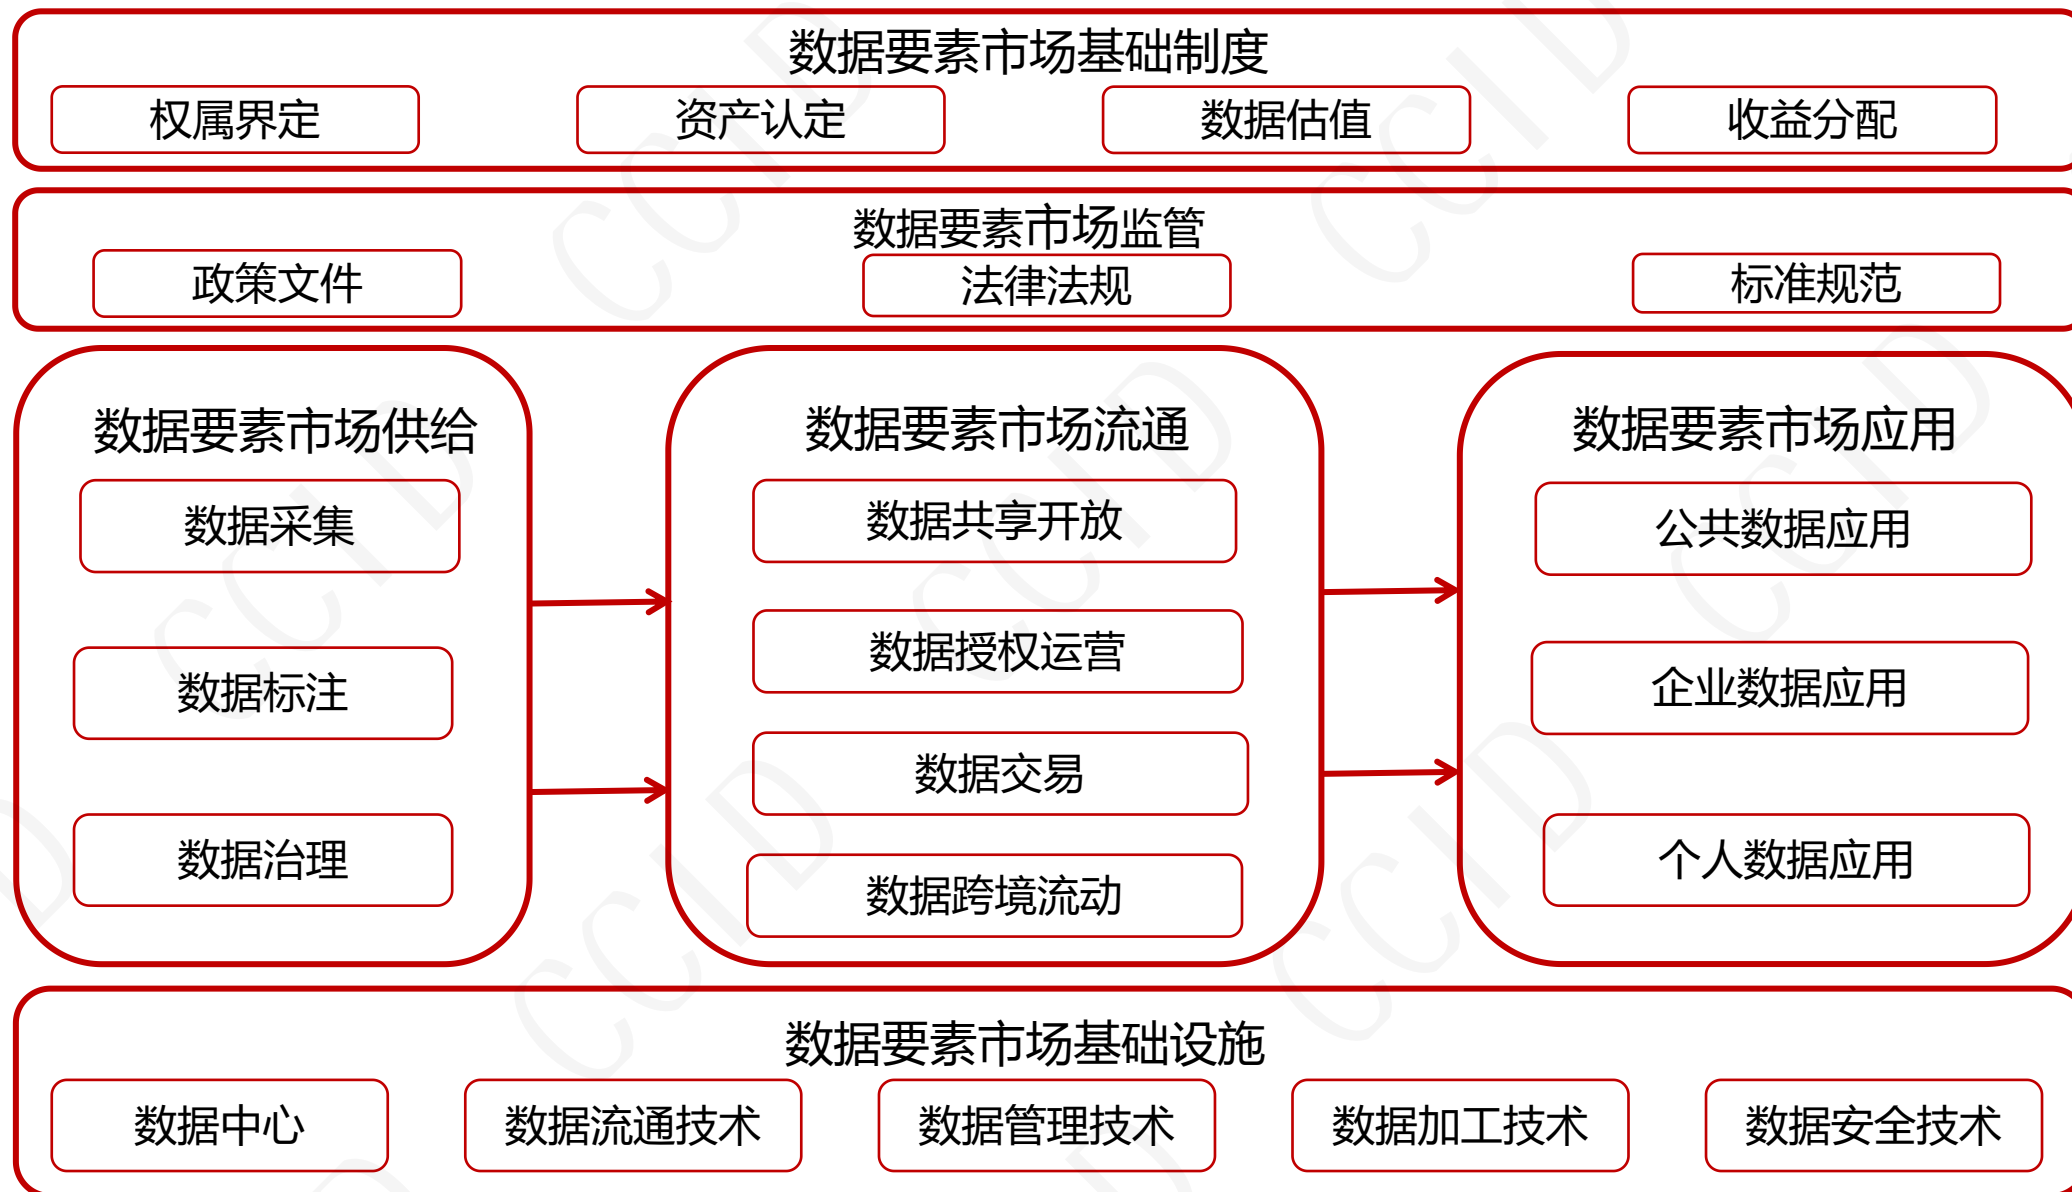 数据要素市场基础制度
权属界定
资产认定
数据估值
收益分配
数据要素市场监管
政策文件
法律法规
标准规范
数据要素市场供给
数据采集
数据标注
数据治理
数据要素市场流通
数据共享开放
数据授权运营
数据交易
数据跨境流动
数据要素市场应用
公共数据应用
企业数据应用
个人数据应用
数据要素市场基础设施
数据中心
数据流通技术
数据管理技术
数据加工技术
数据安全技术
CCID
CCID
CCID
CCID
CCID
CCID
CCID